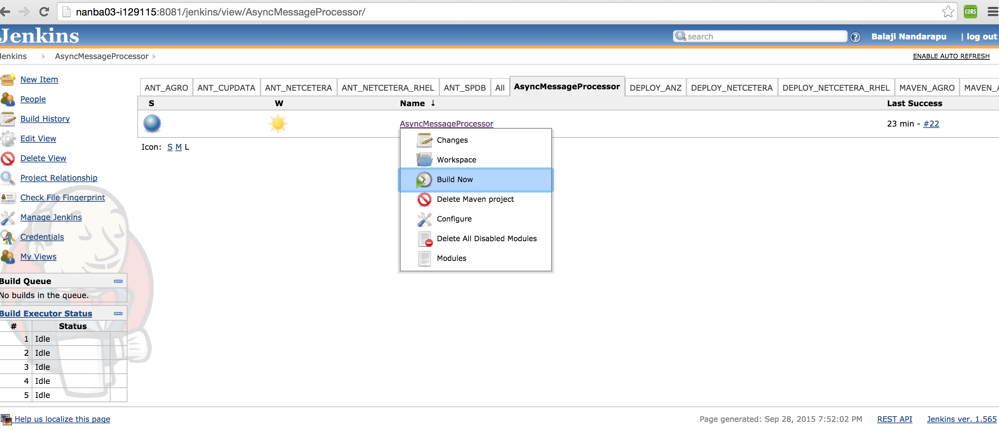 nanba03-i129115:8081/jenkins/view/AsyncMessageProcessor/
CORS
Jenkins
search
?
Balaji Nandarapu | log out
Jenkins AsyncMessageProcessor
ENABLE AUTO REFRESH
New Item
People
Build History
Edit View
Delete View
Project Relationship
Check File Fingerprint
Manage Jenkins
Credentials
My Views
ANT_AGRO ANT_CUPDATA ANT_NETCETERA ANT_NETCETERA_RHEL ANT_SPDB All AsyncMessageProcessor DEPLOY_ANZ DEPLOY_NETCETERA DEPLOY_NETCETERA_RHEL MAVEN_AGRO MAVEN_A
S W Name ↓ Last Success
AsyncMessageProcessor 23 min - #22
Icon: S M L
Changes
Workspace
Build Now
Delete Maven project
Configure
Delete All Disabled Modules
Modules
Build Queue
No builds in the queue.
Build Executor Status
# Status
1 Idle
2 Idle
3 Idle
4 Idle
5 Idle
Help us localize this page
Page generated: Sep 28, 2015 7:52:02 PM REST API Jenkins ver. 1.565